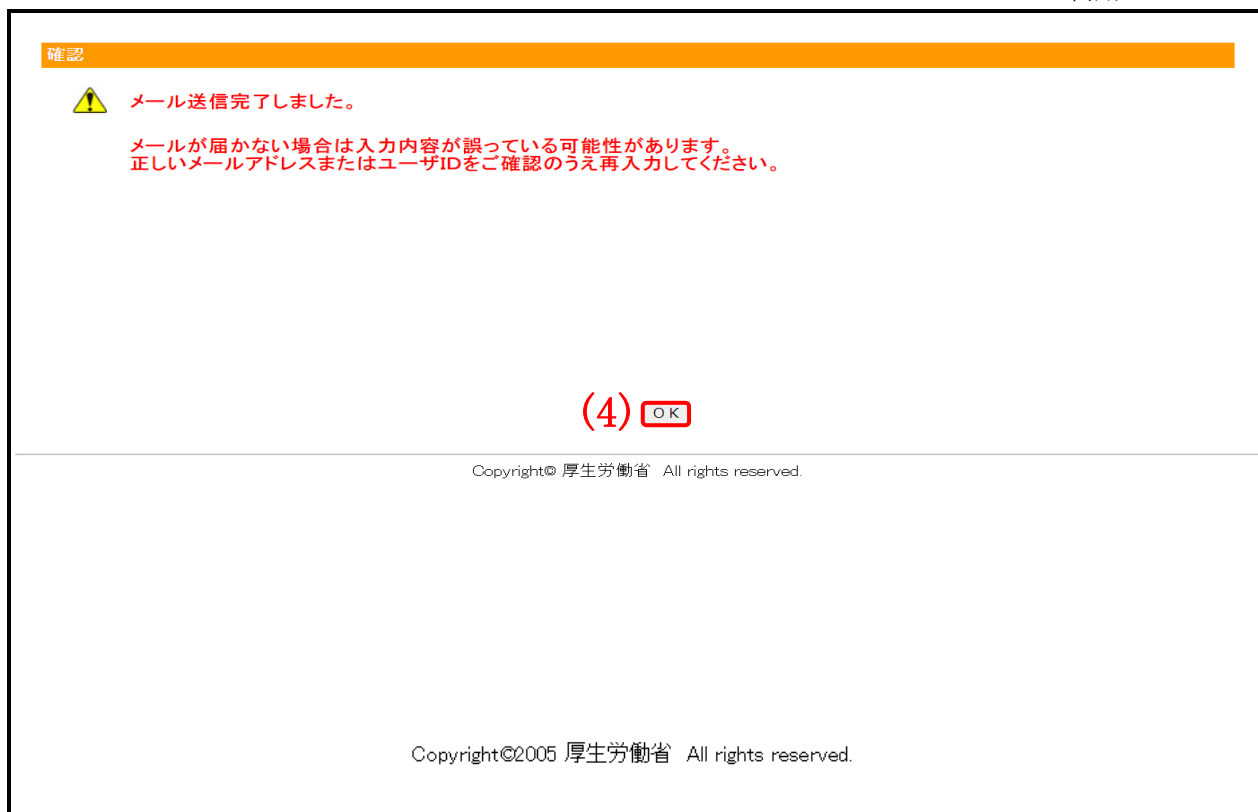 確認
メール送信完了しました。
メールが届かない場合は入力内容が誤っている可能性があります。
正しいメールアドレスまたはユーザIDをご確認のうえ再入力してください。
(4) OK
Copyright© 厚生労働省 All rights reserved.
Copyright©2005 厚生労働省 All rights reserved.